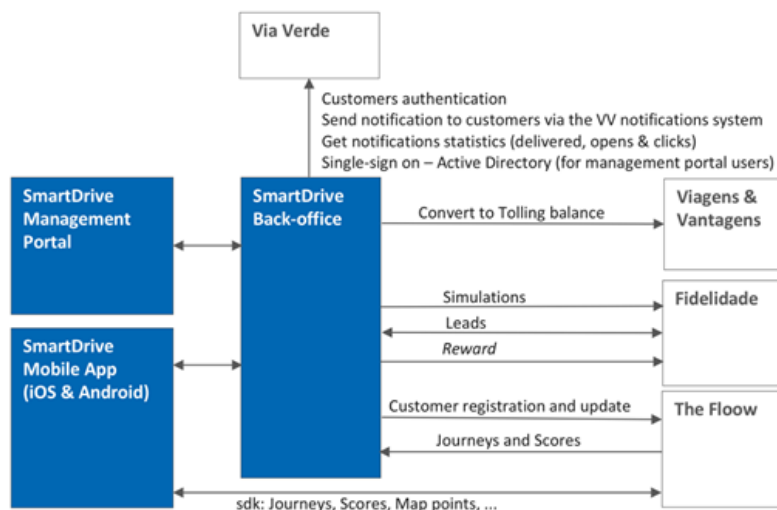 Via Verde
Customers authentication
Send notification to customers via the VV notifications system
Get notifications statistics (delivered, opens & clicks)
Single-sign on – Active Directory (for management portal users)
SmartDrive
Management
Portal
SmartDrive
Back-office
Convert to Tolling balance
Viagens &
Vantagens
Simulations
Leads
Reward
Fidelidade
SmartDrive
Mobile App
(iOS & Android)
Customer registration and update
Journeys and Scores
The Floow
sdk: Journeys, Scores, Map points, ...